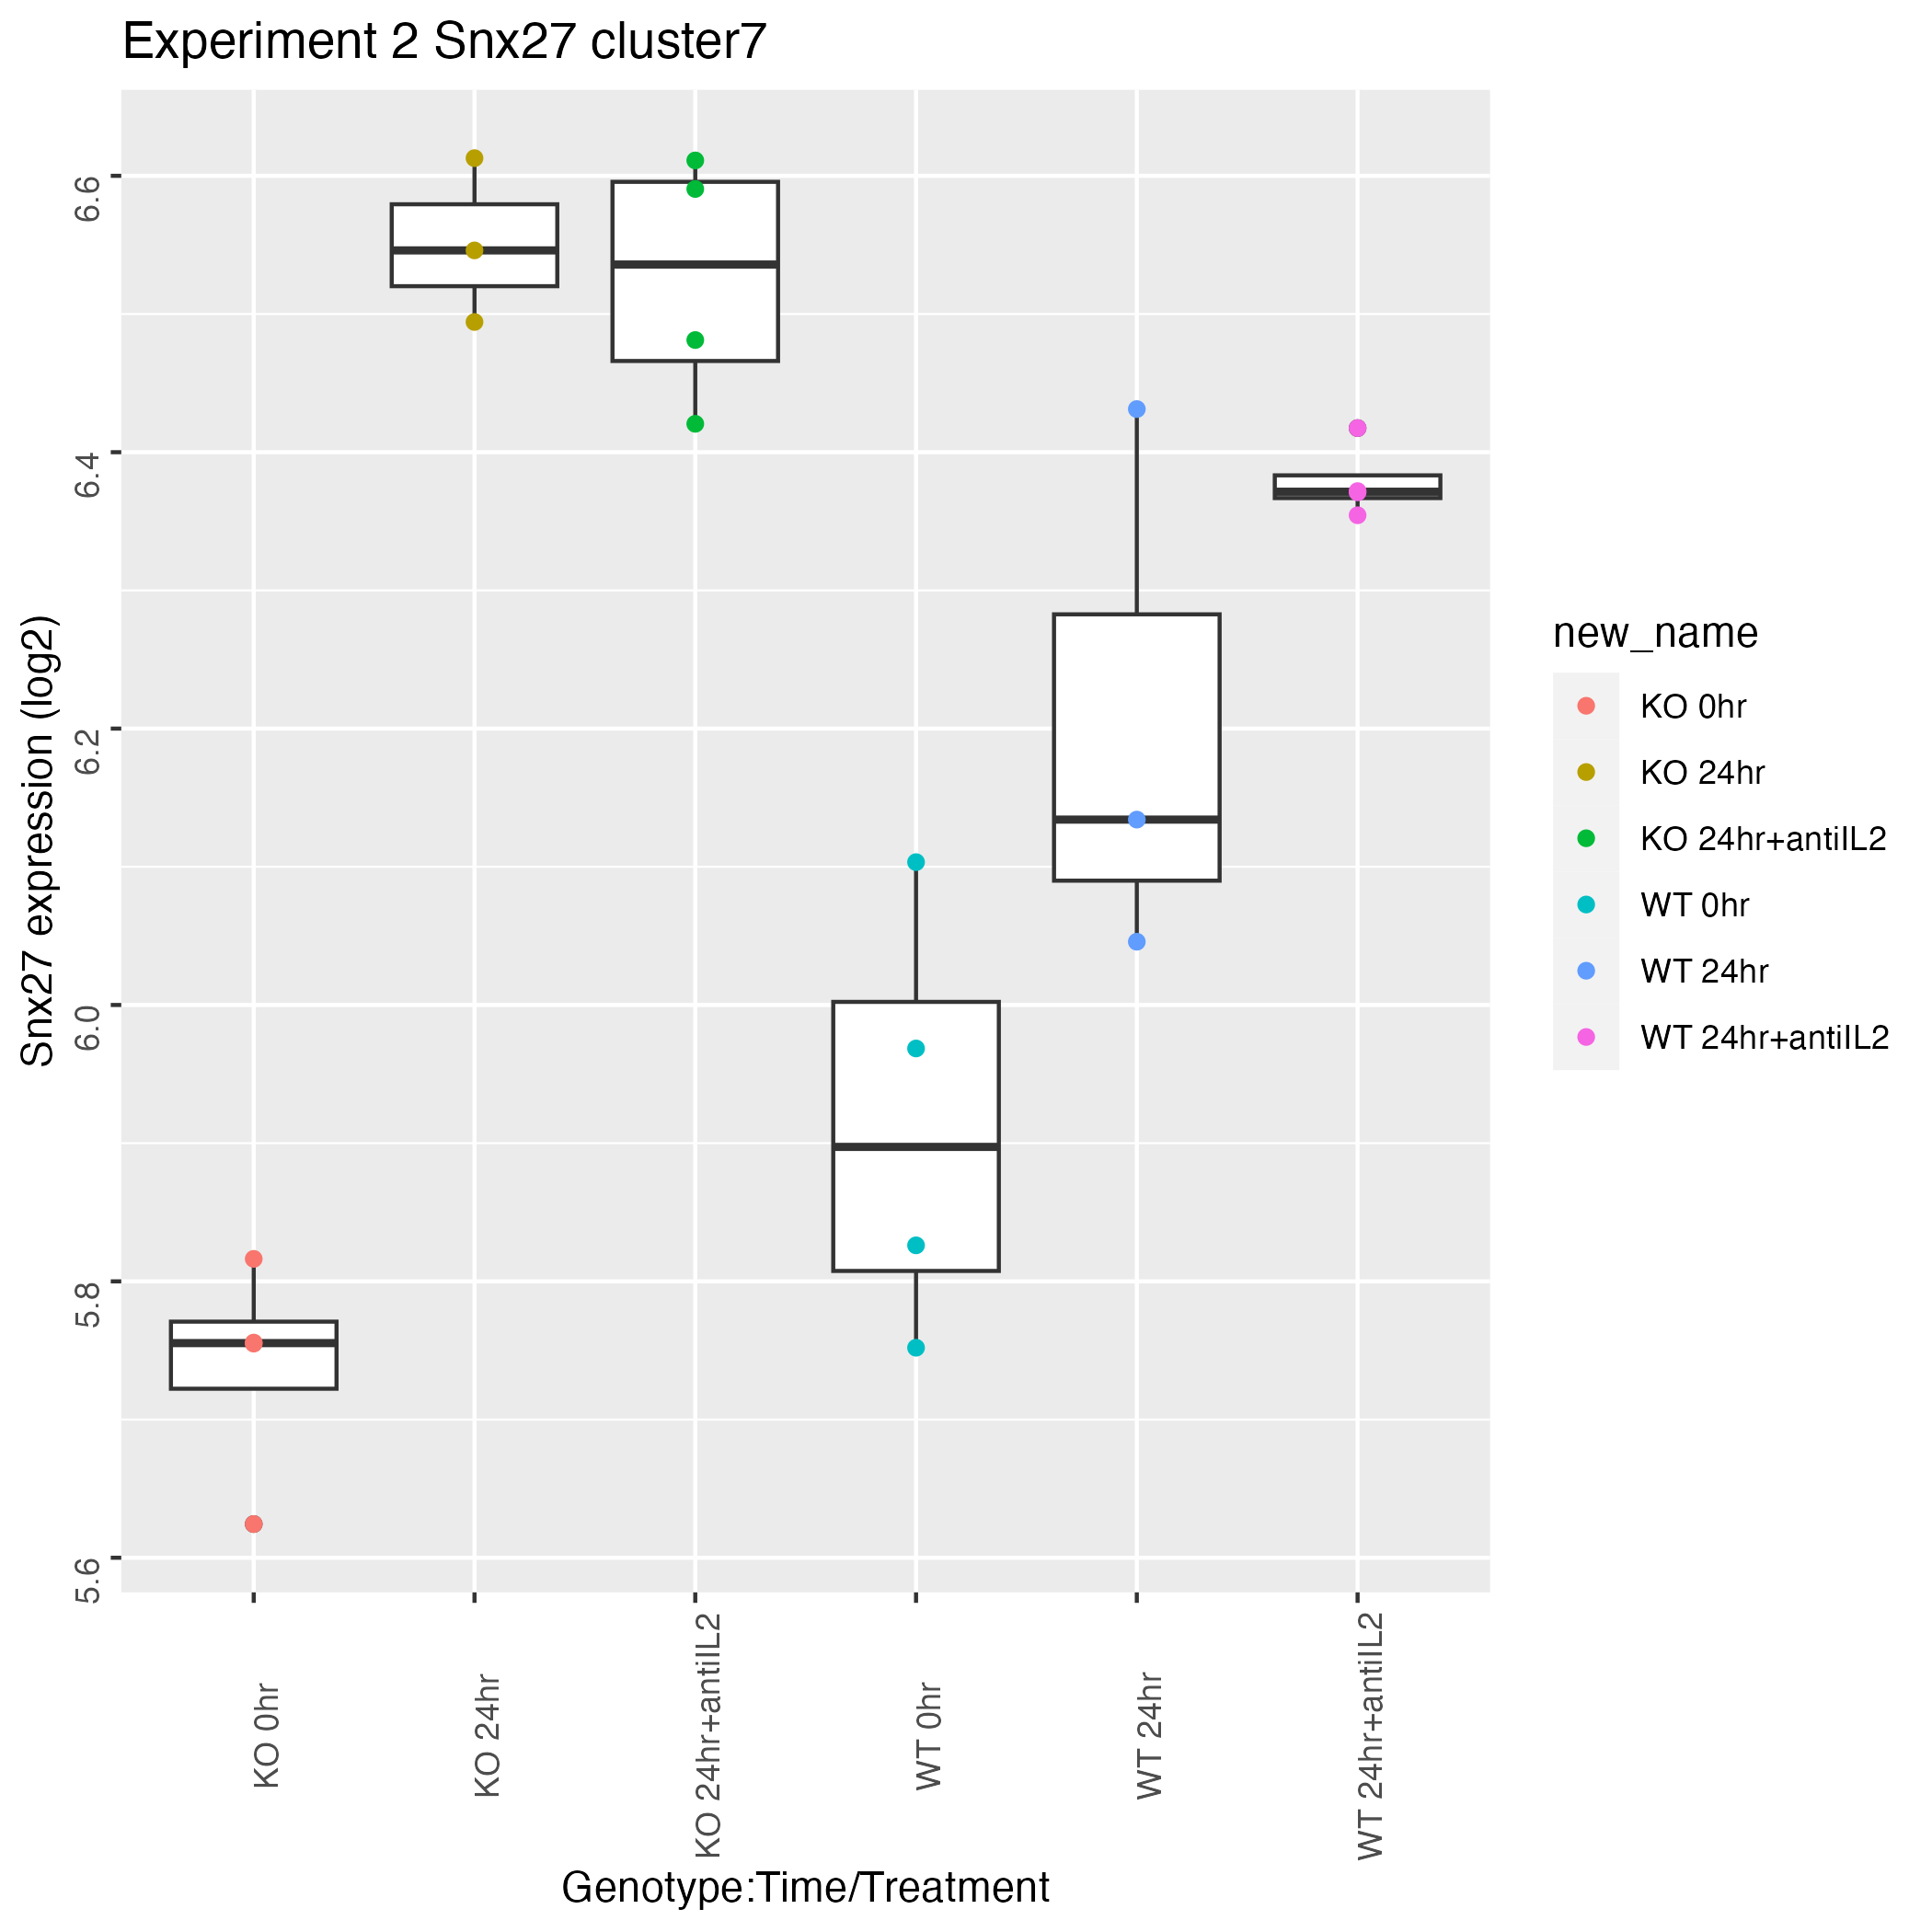 Experiment 2 Snx27 cluster7
Snx27 expression (log2)
6.6
6.4
6.2
6.0
5.8
5.6
KO 0hr
KO 24hr
KO 24hr+antiIL2
WT 0hr
WT 24hr
WT 24hr+antiIL2
Genotype:Time/Treatment
new_name
KO 0hr
KO 24hr
KO 24hr+antiIL2
WT 0hr
WT 24hr
WT 24hr+antiIL2